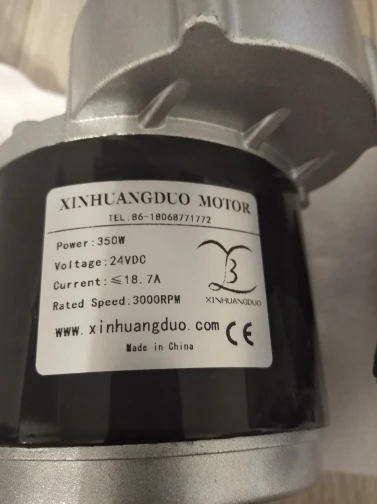 XINHUANGDUO MOTOR
TEL:86-18068771772
Power:350W
Voltage:24VDC
Current:≤18.7A
Rated Speed:3000RPM
XINHUANGDUO
www.xinhuangduo.com CE
Made in China